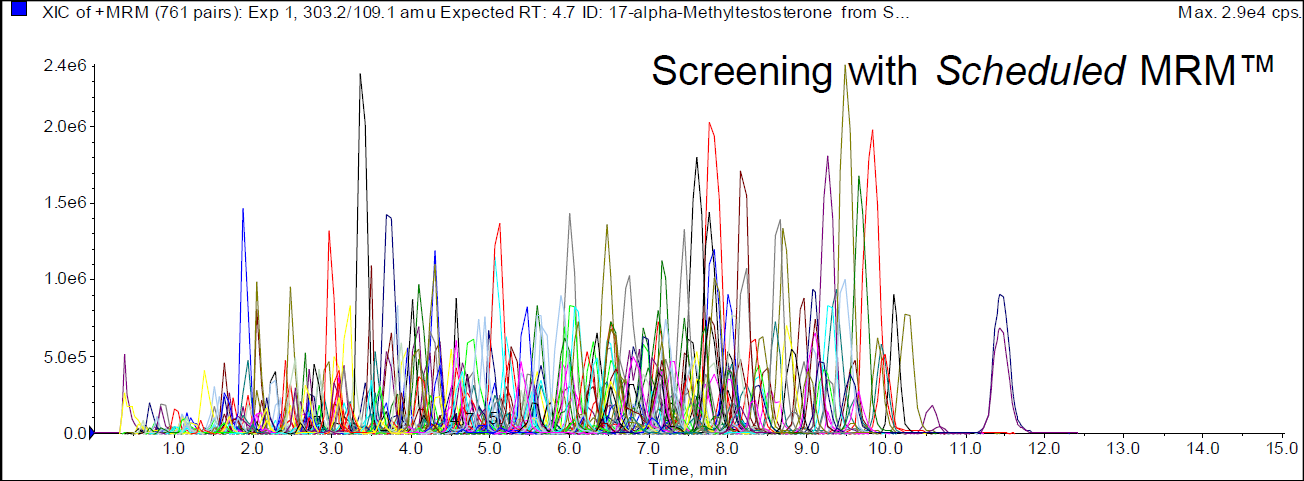 XIC of +MRM (761 pairs): Exp 1, 303.2/109.1 amu Expected RT: 4.7 ID: 17-alpha-Methyltestosterone from S... Max. 2.9e4 cps.
Screening with Scheduled MRM™
2.4e6
2.0e6
1.5e6
1.0e6
5.0e5
0.0
1.0 2.0 3.0 4.0 5.0 6.0 7.0 8.0 9.0 10.0 11.0 12.0 13.0 14.0 15.0
Time, min